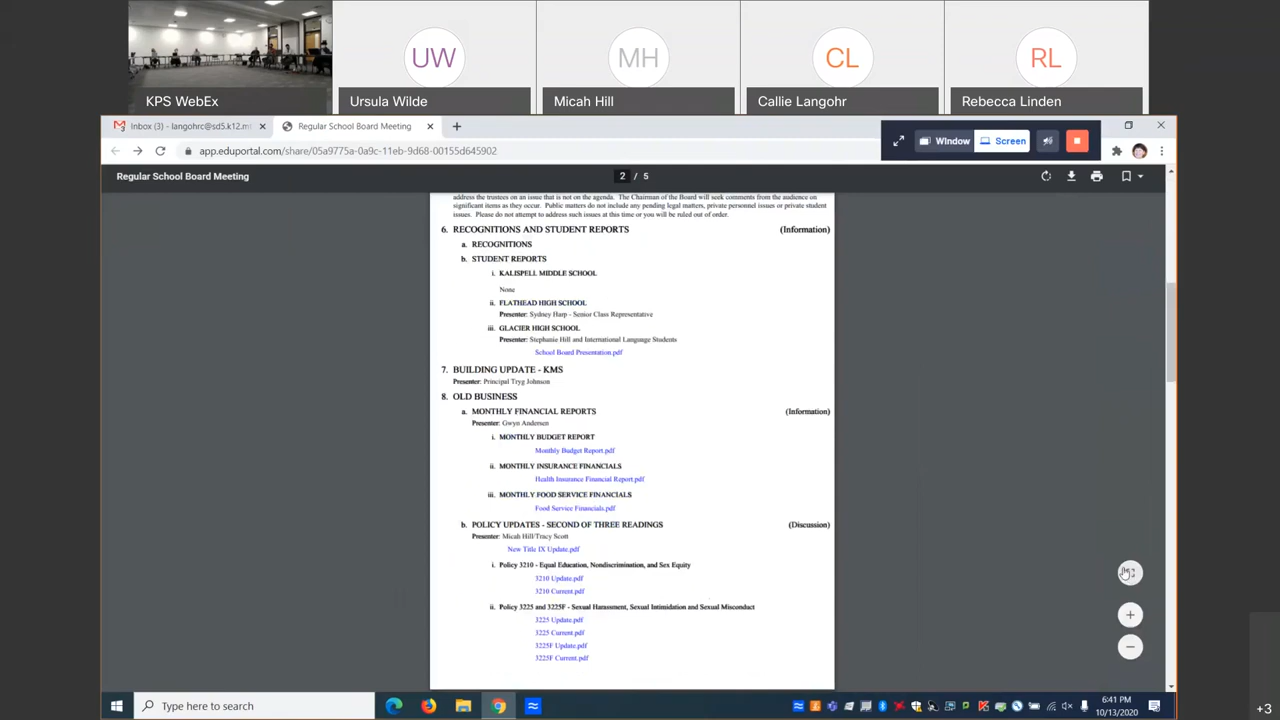 UW
MH
CL
RL
KPS WebEx
Ursula Wilde
Micah Hill
Callie Langohr
Rebecca Linden
Inbox (3) - langohrc@sd5.k12.m
Regular School Board Meeting
WIndow
Screen
app.eduportal.com/share/05a9775a-0a9c-11eb-9d68-00155d645902
Regular School Board Meeting
2 / 5
address the trustees on an issue that is not on the agenda. The Chairman of the Board will seek comments from the audience on
significant items as they occur. Public matters do not include any pending legal matters, private personnel issues or private student
issues. Please do not attempt to address such issues at this time or you will be ruled out of order.
6. RECOGNITIONS AND STUDENT REPORTS (Information)
a. RECOGNITIONS
b. STUDENT REPORTS
i. KALISPELL MIDDLE SCHOOL
None
ii. FLATHEAD HIGH SCHOOL
Presenter: Sydney Harp - Senior Class Representative
iii. GLACIER HIGH SCHOOL
Presenter: Stephanie Hill and International Language Students
School Board Presentation.pdf
7. BUILDING UPDATE - KMS
Presenter: Principal Tryg Johnson
8. OLD BUSINESS
a. MONTHLY FINANCIAL REPORTS (Information)
Presenter: Gwyn Andersen
i. MONTHLY BUDGET REPORT
Monthly Budget Report.pdf
ii. MONTHLY INSURANCE FINANCIALS
Health Insurance Financial Report.pdf
iii. MONTHLY FOOD SERVICE FINANCIALS
Food Service Financials.pdf
b. POLICY UPDATES - SECOND OF THREE READINGS (Discussion)
Presenter: Micah Hill/Tracy Scott
New Title IX Update.pdf
i. Policy 3210 - Equal Education, Nondiscrimination, and Sex Equity
3210 Update.pdf
3210 Current.pdf
ii. Policy 3225 and 3225F - Sexual Harassment, Sexual Intimidation and Sexual Misconduct
3225 Update.pdf
3225 Current.pdf
3225F Update.pdf
3225F Current.pdf
Type here to search
6:41 PM
10/13/2020
+3